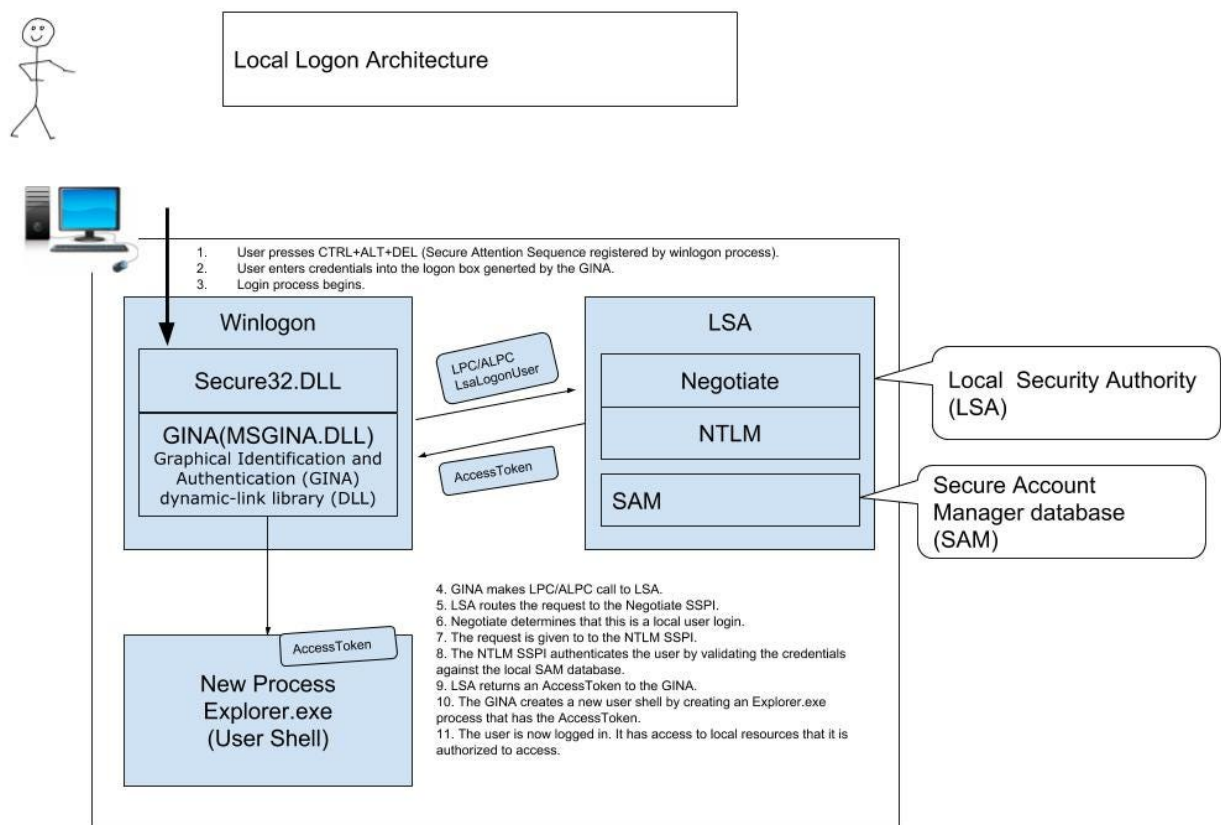 Local Logon Architecture
1. User presses CTRL+ALT+DEL (Secure Attention Sequence registered by winlogon process).
2. User enters credentials into the logon box generted by the GINA.
3. Login process begins.
Winlogon
Secure32.DLL
GINA(MSGINA.DLL)
Graphical Identification and
Authentication (GINA)
dynamic-link library (DLL)
LPC/ALPC
LsaLogonUser
AccessToken
LSA
Negotiate
NTLM
SAM
Local Security Authority
(LSA)
Secure Account
Manager database
(SAM)
4. GINA makes LPC/ALPC call to LSA.
5. LSA routes the request to the Negotiate SSPI.
6. Negotiate determines that this is a local user login.
7. The request is given to to the NTLM SSPI.
8. The NTLM SSPI authenticates the user by validating the credentials
against the local SAM database.
9. LSA returns an AccessToken to the GINA.
10. The GINA creates a new user shell by creating an Explorer.exe
process that has the AccessToken.
11. The user is now logged in. It has access to local resources that it is
authorized to access.
AccessToken
New Process
Explorer.exe
(User Shell)